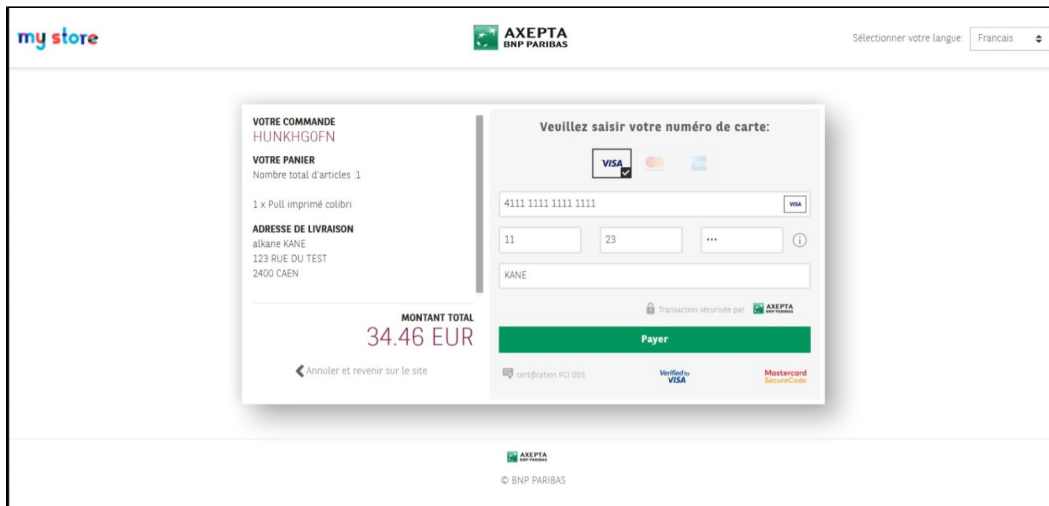 my store
AXEPTA
BNP PARIBAS
Sélectionner votre langue:
Francais
VOTRE COMMANDE
HUNKHGOFN
VOTRE PANIER
Nombre total d'articles :1
1 x Pull imprimé colibri
ADRESSE DE LIVRAISON
alkane KANE
123 RUE DU TEST
2400 CAEN
MONTANT TOTAL
34.46 EUR
Annuler et revenir sur le site
Veuillez saisir votre numéro de carte:
VISA
4111 1111 1111 1111
VISA
11
23
•••
KANE
Transaction sécurisée par
AXEPTA
BNP PARIBAS
Payer
certification PCI DSS
Verified by
VISA
Mastercard
SecureCode
AXEPTA
BNP PARIBAS
© BNP PARIBAS